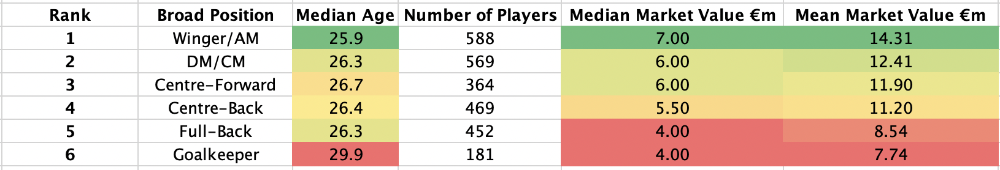 Rank Broad Position Median Age Number of Players Median Market Value €m Mean Market Value €m
1 Winger/AM 25.9 588 7.00 14.31
2 DM/CM 26.3 569 6.00 12.41
3 Centre-Forward 26.7 364 6.00 11.90
4 Centre-Back 26.4 469 5.50 11.20
5 Full-Back 26.3 452 4.00 8.54
6 Goalkeeper 29.9 181 4.00 7.74